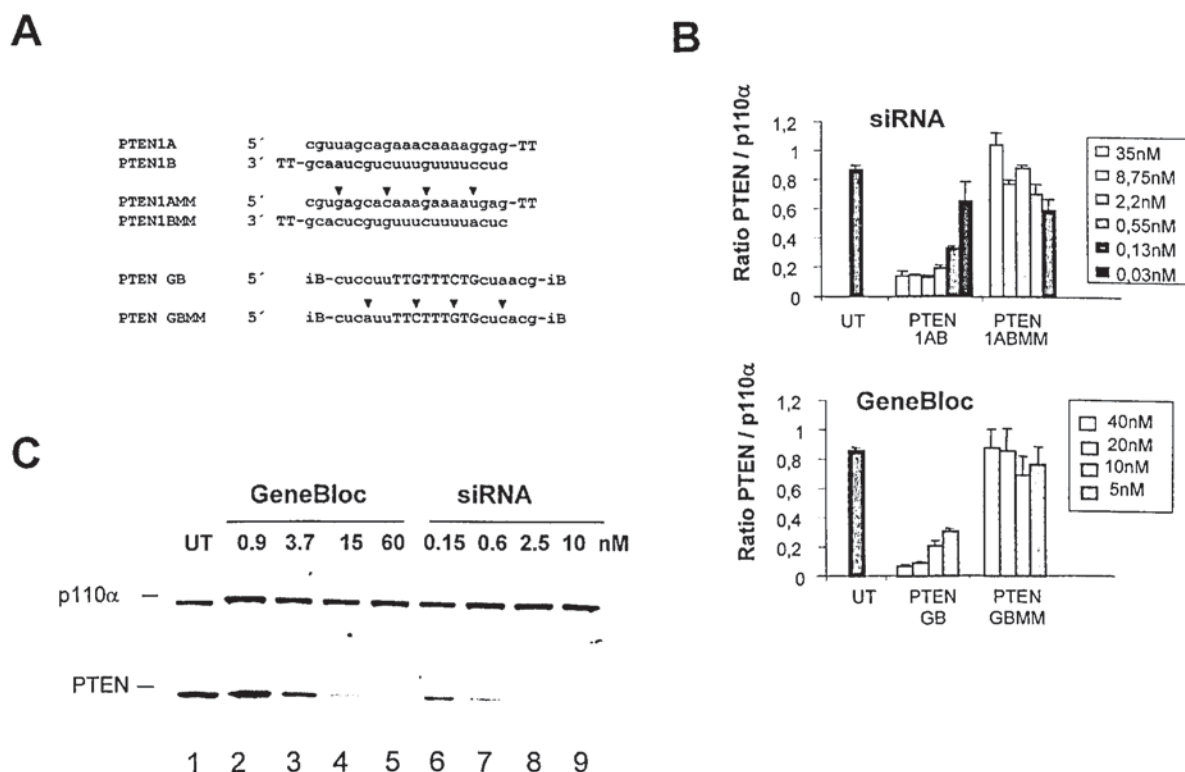 A
PTEN1A 5´ cguuagcagaaacaaaaggag-TT
PTEN1B 3´ TT-gcaaucgucuuuguuuuccuc
PTEN1AMM 5´ cgugagcacaaagaaaaugag-TT
PTEN1BMM 3´ TT-gcacucguguuucuuuuacuc
PTEN GB 5´ iB-cuccuuTTGTTTCTGcuaacg-iB
PTEN GBMM 5´ iB-cucauuTTCTTTGTGcucacg-iB
B
siRNA
Ratio PTEN / p110α
1,2
1
0,8
0,6
0,4
0,2
0
UT
PTEN
1AB
PTEN
1ABMM
35nM
8,75nM
2,2nM
0,55nM
0,13nM
0,03nM
GeneBloc
Ratio PTEN / p110α
1,2
1
0,8
0,6
0,4
0,2
0
UT
PTEN
GB
PTEN
GBMM
40nM
20nM
10nM
5nM
C
GeneBloc siRNA
UT 0.9 3.7 15 60 0.15 0.6 2.5 10 nM
p110α
PTEN
1 2 3 4 5 6 7 8 9